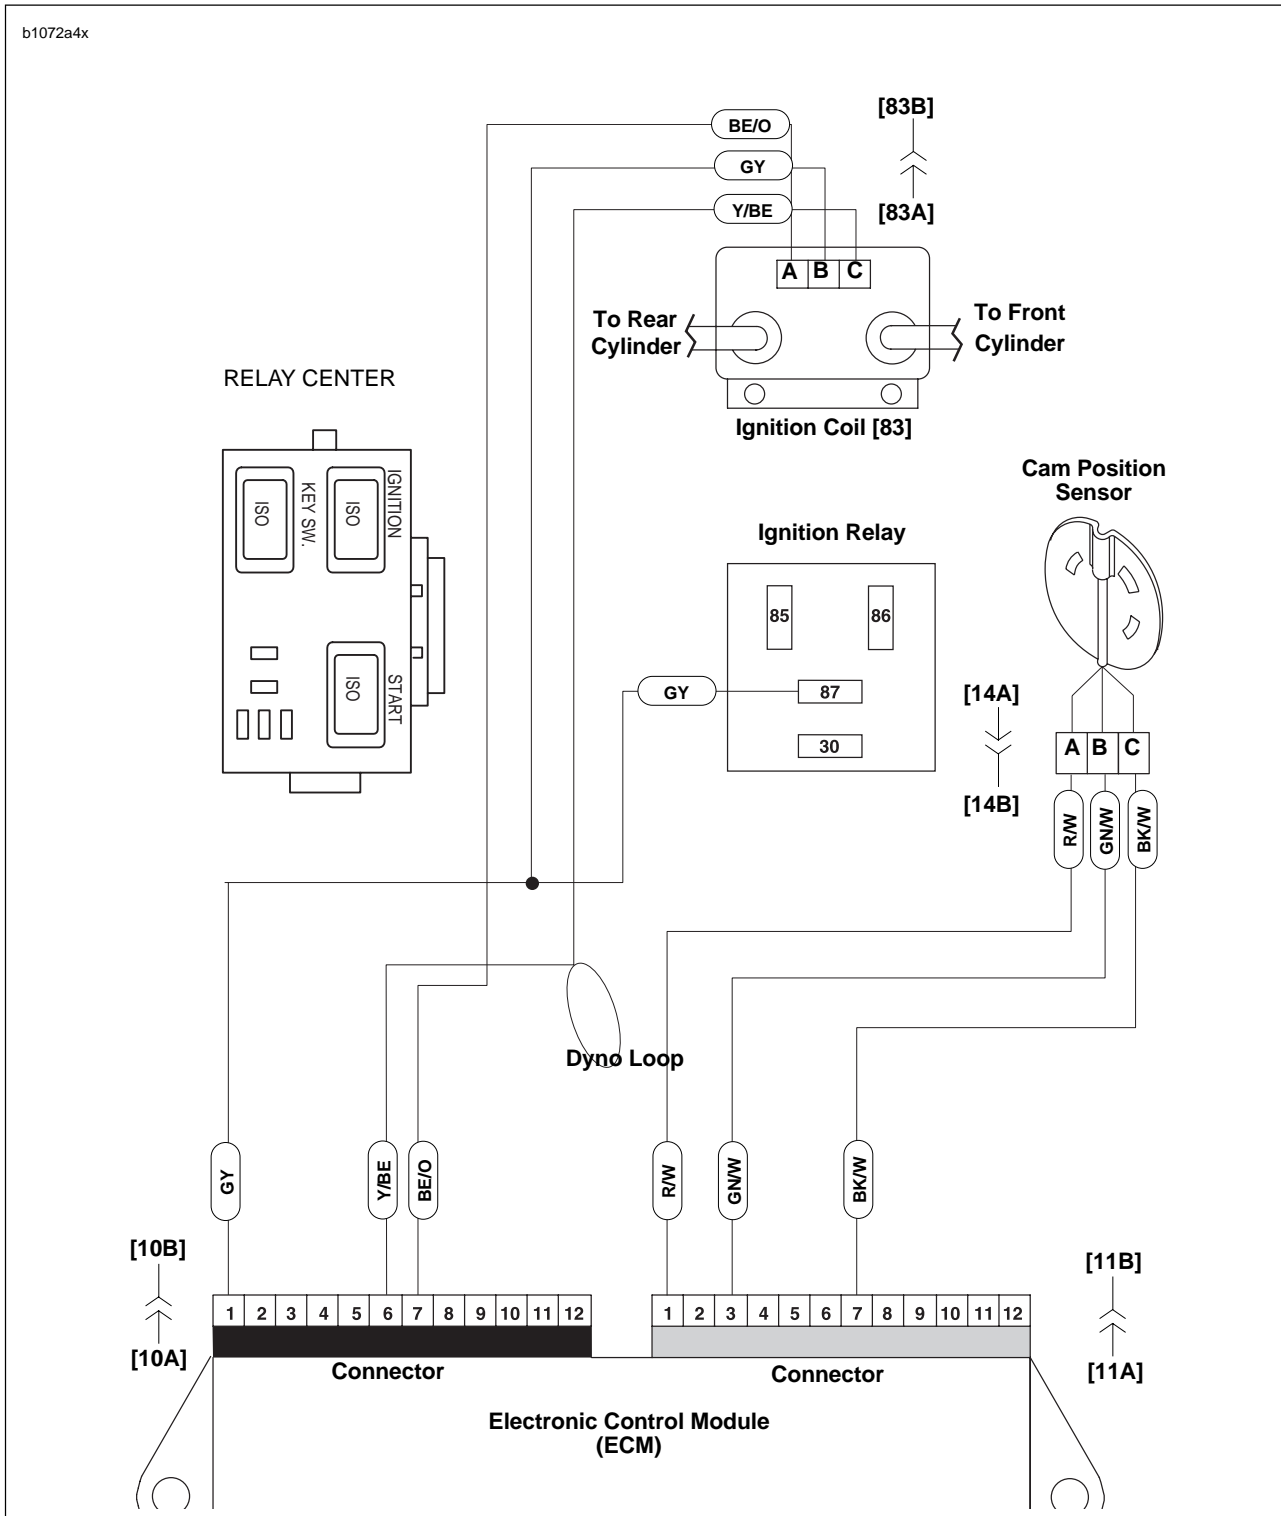 b1072a4x
[83B]
BE/O
GY
Y/BE
[83A]
A B C
To Rear
Cylinder
To Front
Cylinder
Ignition Coil [83]
RELAY CENTER
ISO
KEY SW.
ISO
IGNITION
ISO
START
Cam Position
Sensor
Ignition Relay
85
86
87
30
GY
[14A]
[14B]
A B C
R/W
GN/W
BK/W
Dyno Loop
GY
Y/BE
BE/O
R/W
GN/W
BK/W
[10B]
[10A]
[11B]
[11A]
1 2 3 4 5 6 7 8 9 10 11 12
1 2 3 4 5 6 7 8 9 10 11 12
Connector
Connector
Electronic Control Module
(ECM)